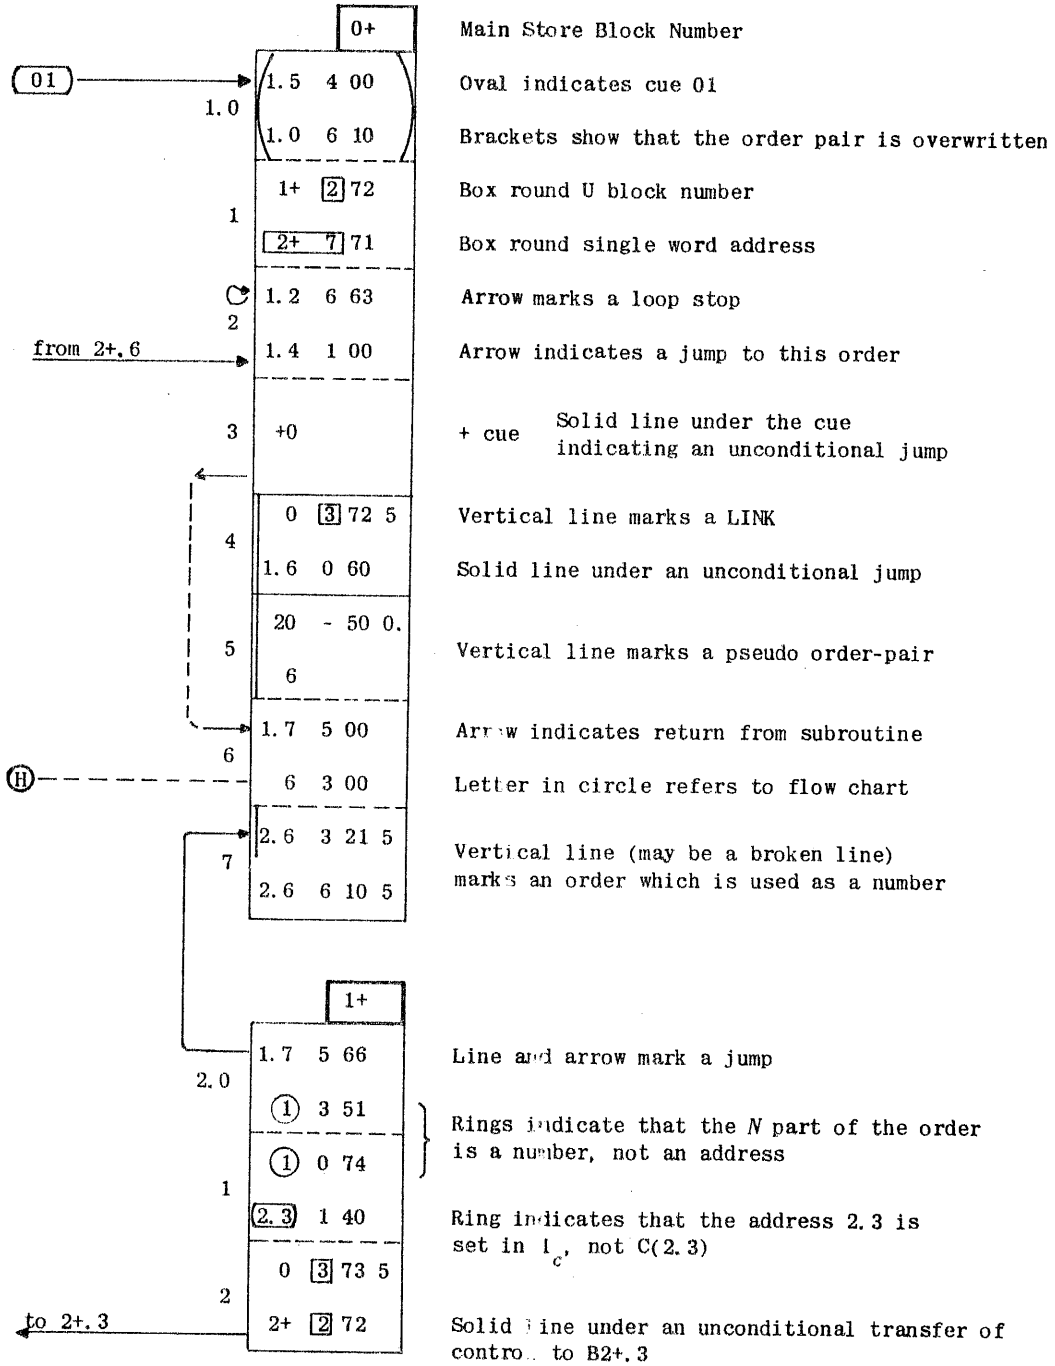 0+ Main Store Block Number
01 1.5 4 00 Oval indicates cue 01
1.0
1.0 6 10 Brackets show that the order pair is overwritten
1+ 2 72 Box round U block number
1
2+ 7 71 Box round single word address
1.2 6 63 Arrow marks a loop stop
2
from 2+.6 1.4 1 00 Arrow indicates a jump to this order
3 +0 + cue Solid line under the cue
indicating an unconditional jump
0 3 72 5 Vertical line marks a LINK
4
1.6 0 60 Solid line under an unconditional jump
20 - 50 0.
5 Vertical line marks a pseudo order-pair
6
1.7 5 00 Arrow indicates return from subroutine
6
H 6 3 00 Letter in circle refers to flow chart
2.6 3 21 5 Vertical line (may be a broken line)
7
2.6 6 10 5 marks an order which is used as a number
1+
1.7 5 66 Line and arrow mark a jump
2.0
1 3 51 Rings indicate that the N part of the order
1 0 74 is a number, not an address
1
2.3 1 40 Ring indicates that the address 2.3 is
set in 1c, not C(2.3)
0 3 73 5
2
to 2+.3 2+ 2 72 Solid line under an unconditional transfer of
control to B2+.3